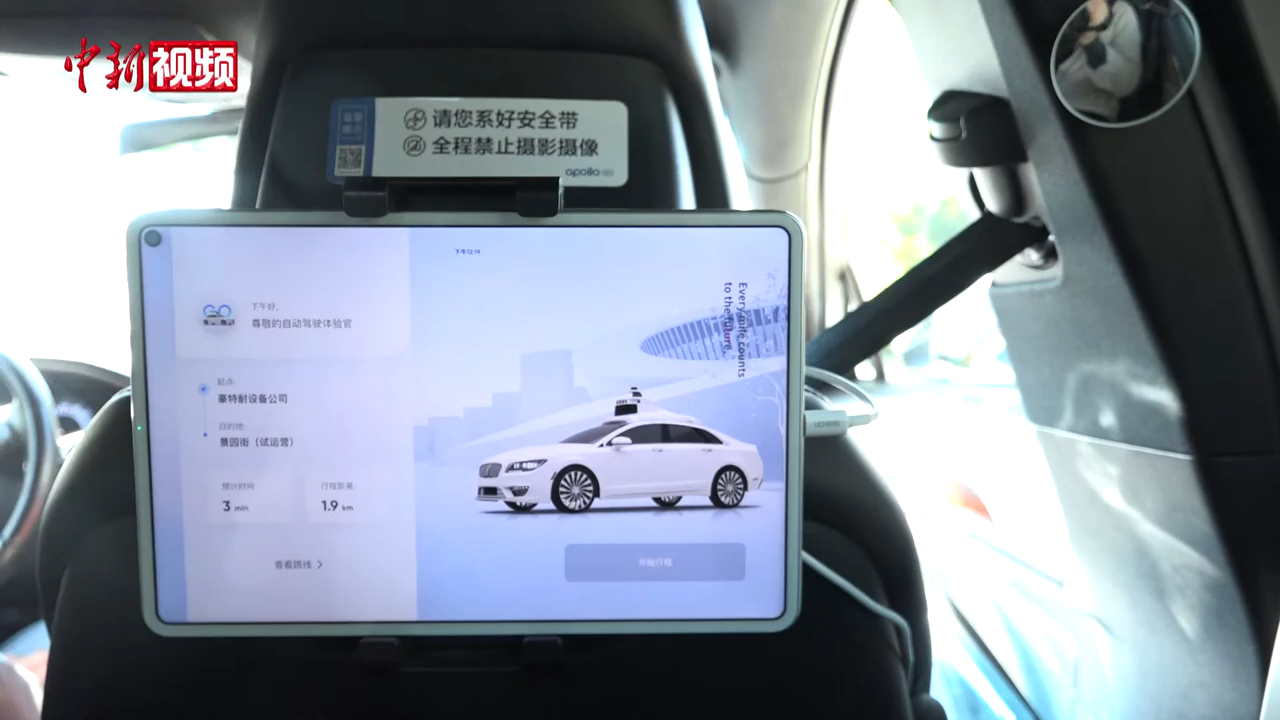 中新视频
请您系好安全带
全程禁止摄影摄像
apollo
下午12:19
下午好,
尊敬的自动驾驶体验官
起点
豪特耐设备公司
目的地
景园街（试运营）
预计时间
行程距离
3 min
1.9 km
查看路线 >
Every mile counts
to the future.
开始行程